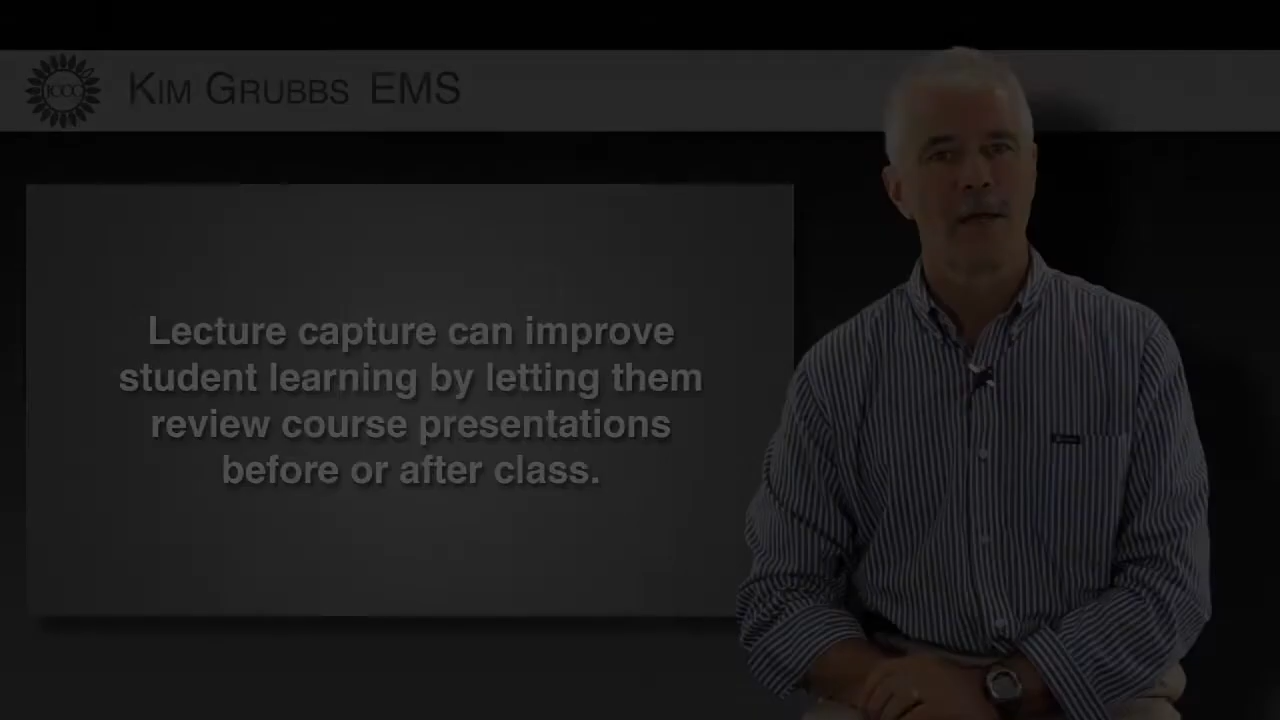 JCCC
KIM GRUBBS EMS
Lecture capture can improve
student learning by letting them
review course presentations
before or after class.